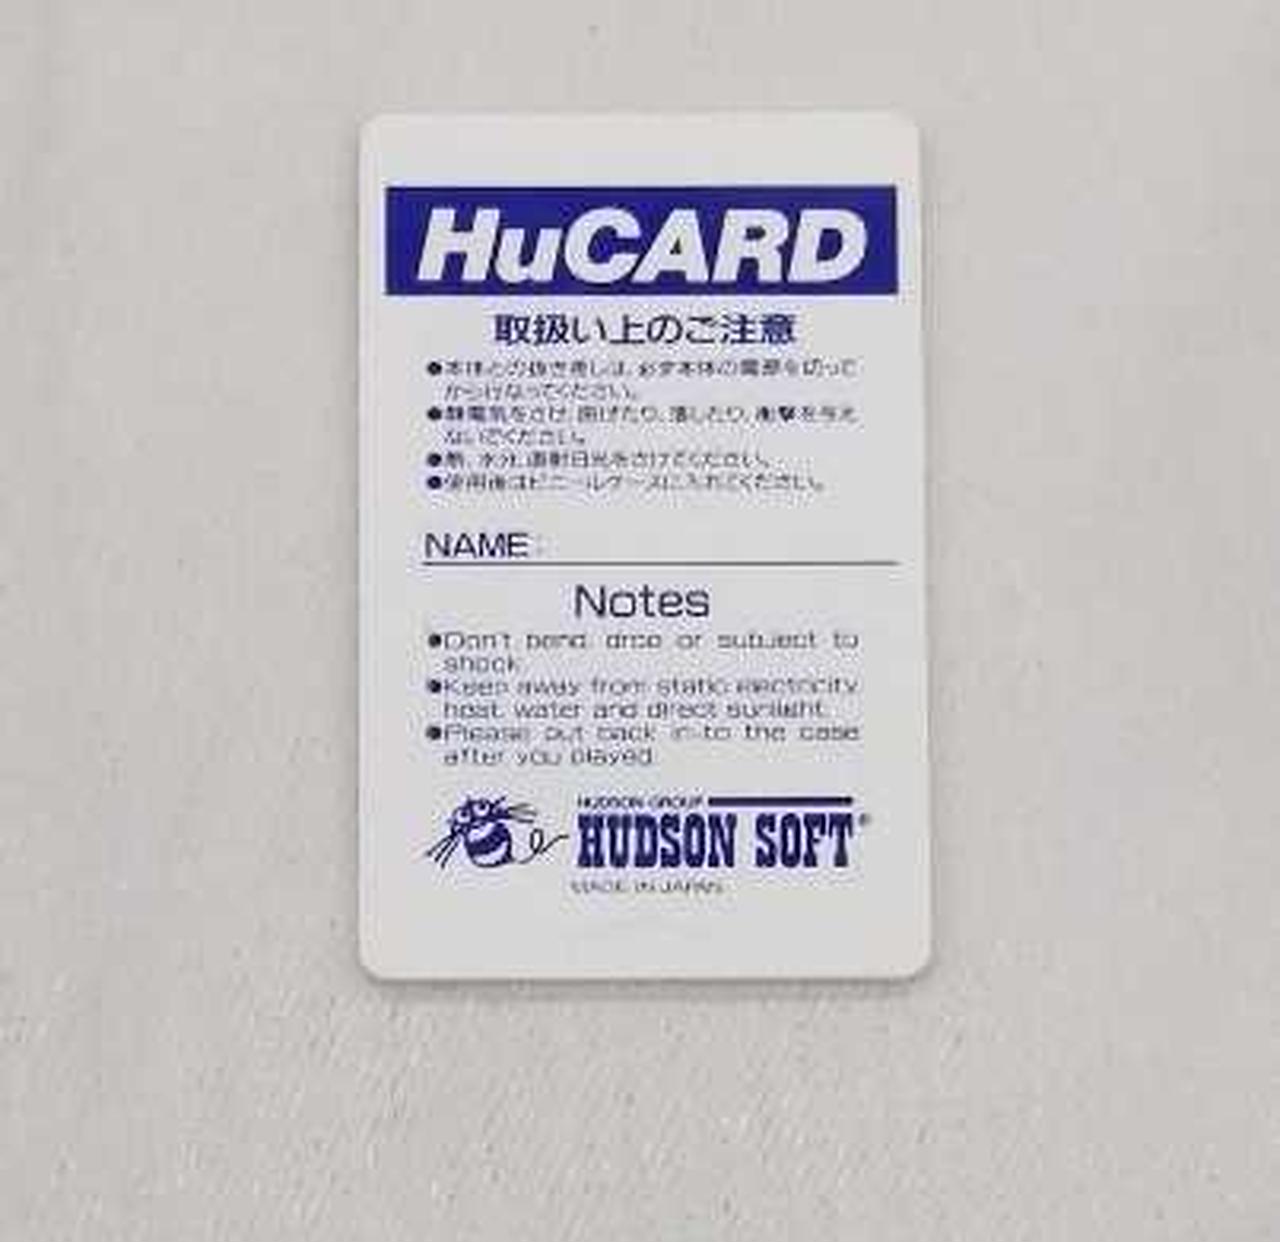 HuCARD
取扱い上のご注意
●本体との抜き差しは、必ず本体の電源を切って
からおこなってください。
●静電気をさけ、曲げたり、落したり、衝撃を与え
ないでください。
●熱、水分、直射日光をさけてください。
●使用後はビニールケースに入れてください。
NAME:
Notes
●Don't bend, drop or subject to
shock.
●Keep away from static electricity,
heat, water and direct sunlight.
●Please put back in to the case
after you played.
HUDSON GROUP
HUDSON SOFT®
MADE IN JAPAN